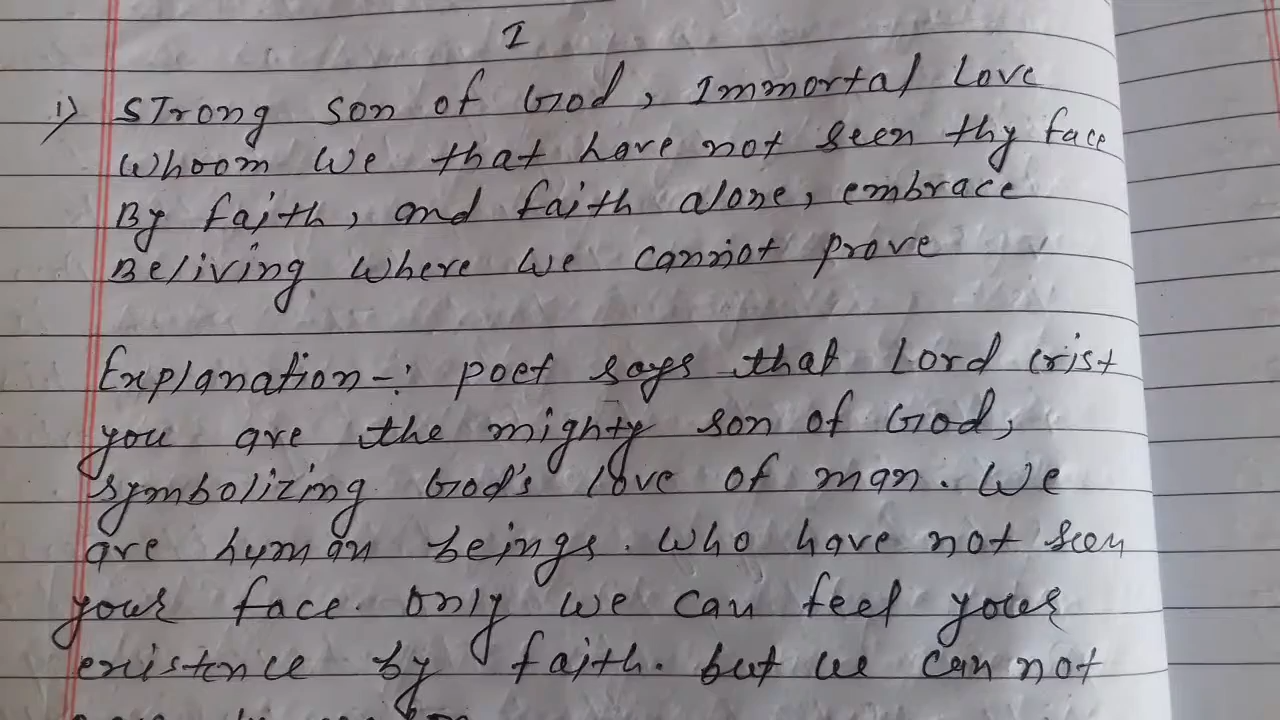 I
1) Strong son of God, Immortal Love
Whoom we that have not seen thy face
By faith, and faith alone, embrace
Beliving where we cannot prove
Explanation-: poet says that Lord Crist
you are the mighty son of God,
symbolizing God's love of man. We
are human beings. who have not seen
your face. only we can feel your
existence by faith. but we can not